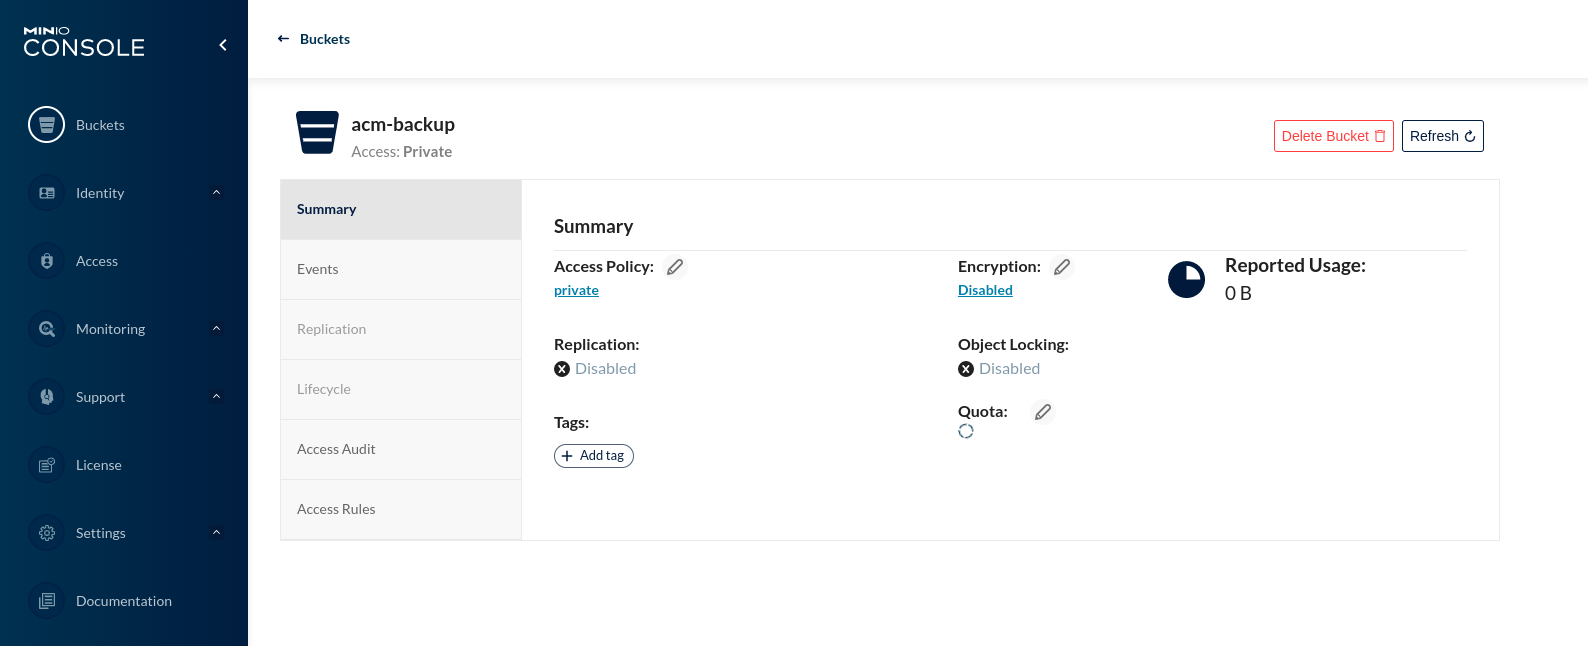 MINIO
CONSOLE
Buckets
Identity
Access
Monitoring
Support
License
Settings
Documentation
Buckets
acm-backup
Access: Private
Delete Bucket
Refresh
Summary
Events
Replication
Lifecycle
Access Audit
Access Rules
Summary
Access Policy:
private
Encryption:
Disabled
Reported Usage:
0 B
Replication:
Disabled
Object Locking:
Disabled
Tags:
Add tag
Quota: